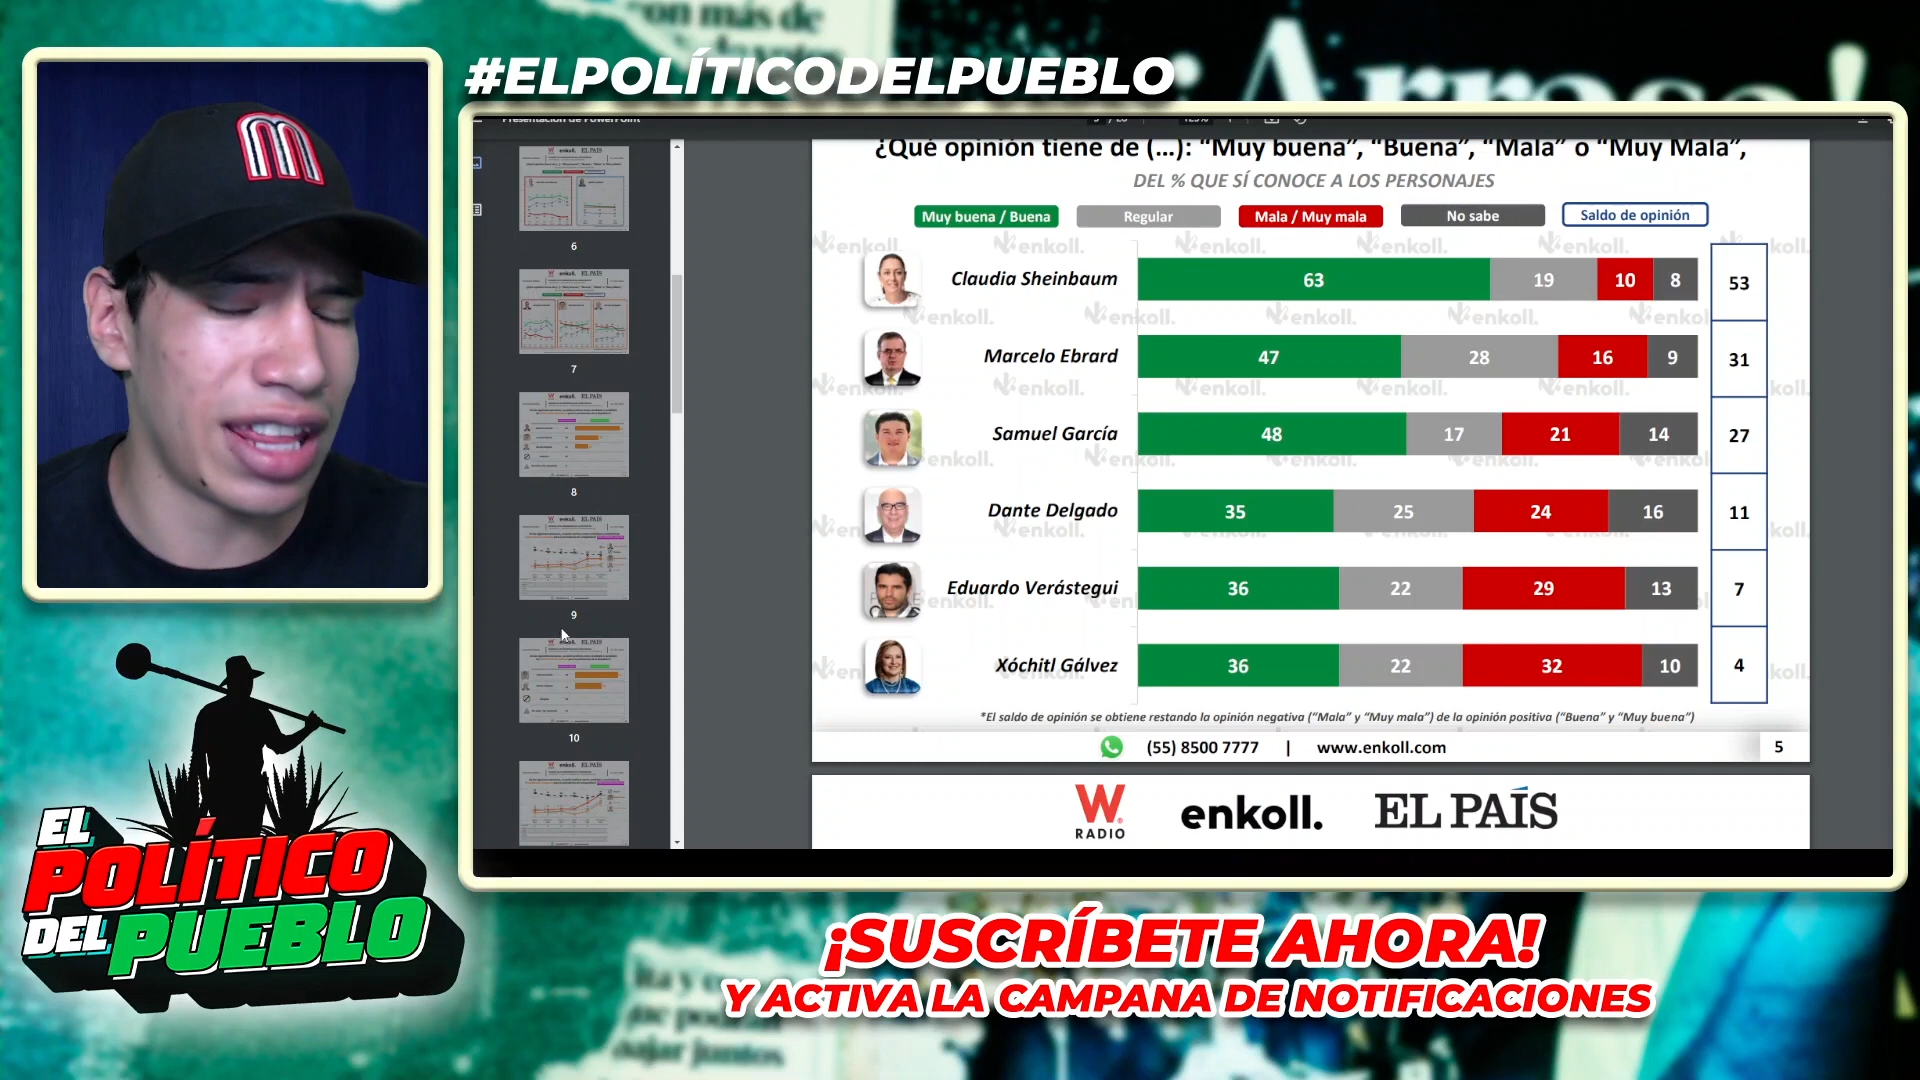 #ELPOLÍTICODELPUEBLO
¡Arrasa!
Presentación de PowerPoint
¿Qué opinión tiene de (...): “Muy buena”, “Buena”, “Mala” o “Muy Mala”,
DEL % QUE SÍ CONOCE A LOS PERSONAJES
Muy buena / Buena
Regular
Mala / Muy mala
No sabe
Saldo de opinión
Claudia Sheinbaum 63 19 10 8 53
Marcelo Ebrard 47 28 16 9 31
Samuel García 48 17 21 14 27
Dante Delgado 35 25 24 16 11
Eduardo Verástegui 36 22 29 13 7
Xóchitl Gálvez 36 22 32 10 4
*El saldo de opinión se obtiene restando la opinión negativa (“Mala” y “Muy mala”) de la opinión positiva (“Buena” y “Muy buena”)
(55) 8500 7777 | www.enkoll.com 5
W RADIO
enkoll.
EL PAÍS
6
7
8
9
10
EL
POLÍTICO
DEL PUEBLO
¡SUSCRÍBETE AHORA!
Y ACTIVA LA CAMPANA DE NOTIFICACIONES